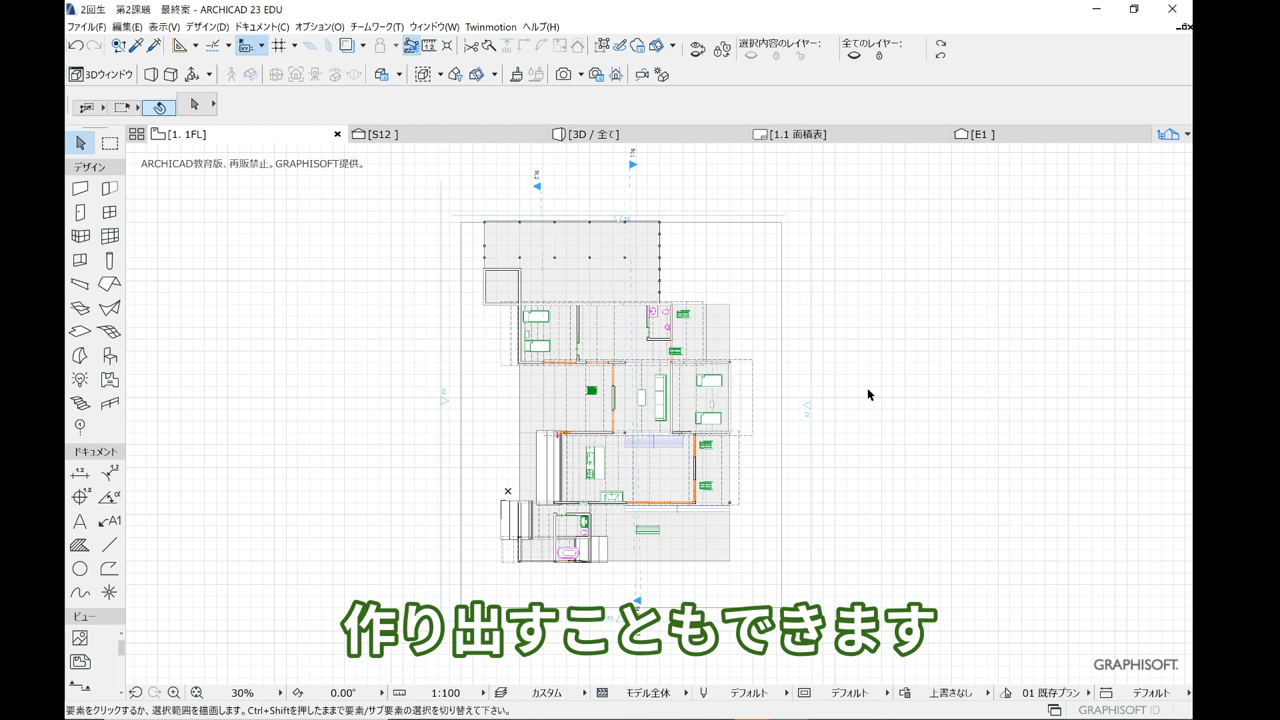 2回生　第2課題　最終案 - ARCHICAD 23 EDU
ファイル(F) 編集(E) 表示(V) デザイン(D) ドキュメント(C) オプション(O) チームワーク(T) ウィンドウ(W) Twinmotion ヘルプ(H)
選択内容のレイヤー: 全てのレイヤー:
3Dウィンドウ
[1. 1FL] [S12 ] [3D / 全て] [1.1 面積表] [E1 ]
デザイン
ARCHICAD教育版、再販禁止。GRAPHISOFT提供。
ドキュメント
ビュー
作り出すこともできます
GRAPHISOFT.
30% 0.00° 1:100 カスタム モデル全体 デフォルト デフォルト 上書きなし 01 既存プラン デフォルト
要素をクリックするか、選択範囲を描画します。Ctrl+Shiftを押したまま要素/サブ要素の選択を切り替えて下さい。
GRAPHISOFT ID